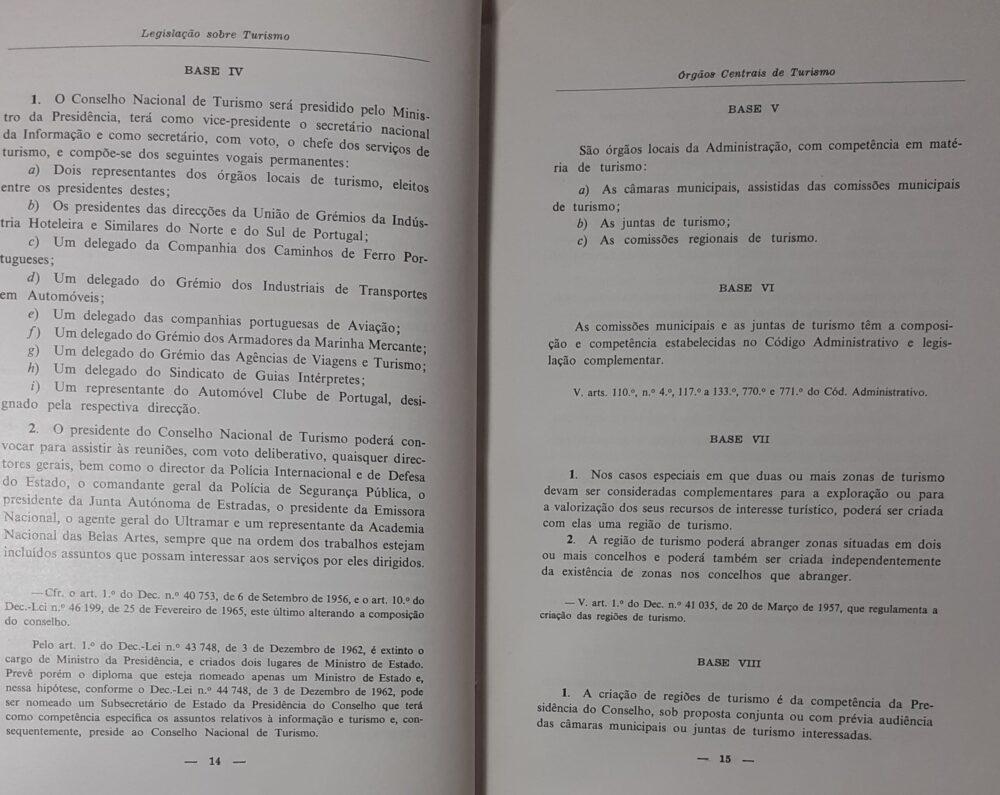 Legislação sobre Turismo
BASE IV
1. O Conselho Nacional de Turismo será presidido pelo Minis-
tro da Presidência, terá como vice-presidente o secretário nacional
da Informação e como secretário, com voto, o chefe dos serviços de
turismo, e compõe-se dos seguintes vogais permanentes:
a) Dois representantes dos órgãos locais de turismo, eleitos
entre os presidentes destes;
b) Os presidentes das direcções da União de Grémios da Indús-
tria Hoteleira e Similares do Norte e do Sul de Portugal;
c) Um delegado da Companhia dos Caminhos de Ferro Por-
tugueses;
d) Um delegado do Grémio dos Industriais de Transportes
em Automóveis;
e) Um delegado das companhias portuguesas de Aviação;
f) Um delegado do Grémio dos Armadores da Marinha Mercante;
g) Um delegado do Grémio das Agências de Viagens e Turismo;
h) Um delegado do Sindicato de Guias Intérpretes;
i) Um representante do Automóvel Clube de Portugal, desi-
gnado pela respectiva direcção.
2. O presidente do Conselho Nacional de Turismo poderá con-
vocar para assistir às reuniões, com voto deliberativo, quaisquer direc-
tores gerais, bem como o director da Polícia Internacional e de Defesa
do Estado, o comandante geral da Polícia de Segurança Pública, o
presidente da Junta Autónoma de Estradas, o presidente da Emissora
Nacional, o agente geral do Ultramar e um representante da Academia
Nacional das Belas Artes, sempre que na ordem dos trabalhos estejam
incluídos assuntos que possam interessar aos serviços por eles dirigidos.
—Cfr. o art. 1.º do Dec. n.º 40 753, de 6 de Setembro de 1956, e o art. 10.º do
Dec.-Lei n.º 46 199, de 25 de Fevereiro de 1965, este último alterando a composição
do conselho.
Pelo art. 1.º do Dec.-Lei n.º 43 748, de 3 de Dezembro de 1962, é extinto o
cargo de Ministro da Presidência, e criados dois lugares de Ministro de Estado.
Prevê porém o diploma que esteja nomeado apenas um Ministro de Estado e,
nessa hipótese, conforme o Dec.-Lei n.º 44 748, de 3 de Dezembro de 1962, pode
ser nomeado um Subsecretário de Estado da Presidência do Conselho que terá
como competência específica os assuntos relativos à informação e turismo e, con-
sequentemente, preside ao Conselho Nacional de Turismo.
— 14 —
Órgãos Centrais de Turismo
BASE V
São órgãos locais da Administração, com competência em maté-
ria de turismo:
a) As câmaras municipais, assistidas das comissões municipais
de turismo;
b) As juntas de turismo;
c) As comissões regionais de turismo.
BASE VI
As comissões municipais e as juntas de turismo têm a composi-
ção e competência estabelecidas no Código Administrativo e legis-
lação complementar.
V. arts. 110.º, n.º 4.º, 117.º a 133.º, 770.º e 771.º do Cód. Administrativo.
BASE VII
1. Nos casos especiais em que duas ou mais zonas de turismo
devam ser consideradas complementares para a exploração ou para
a valorização dos seus recursos de interesse turístico, poderá ser criada
com elas uma região de turismo.
2. A região de turismo poderá abranger zonas situadas em dois
ou mais concelhos e poderá também ser criada independentemente
da existência de zonas nos concelhos que abranger.
— V. art. 1.º do Dec. n.º 41 035, de 20 de Março de 1957, que regulamenta a
criação das regiões de turismo.
BASE VIII
1. A criação de regiões de turismo é da competência da Pre-
sidência do Conselho, sob proposta conjunta ou com prévia audiência
das câmaras municipais ou juntas de turismo interessadas.
— 15 —